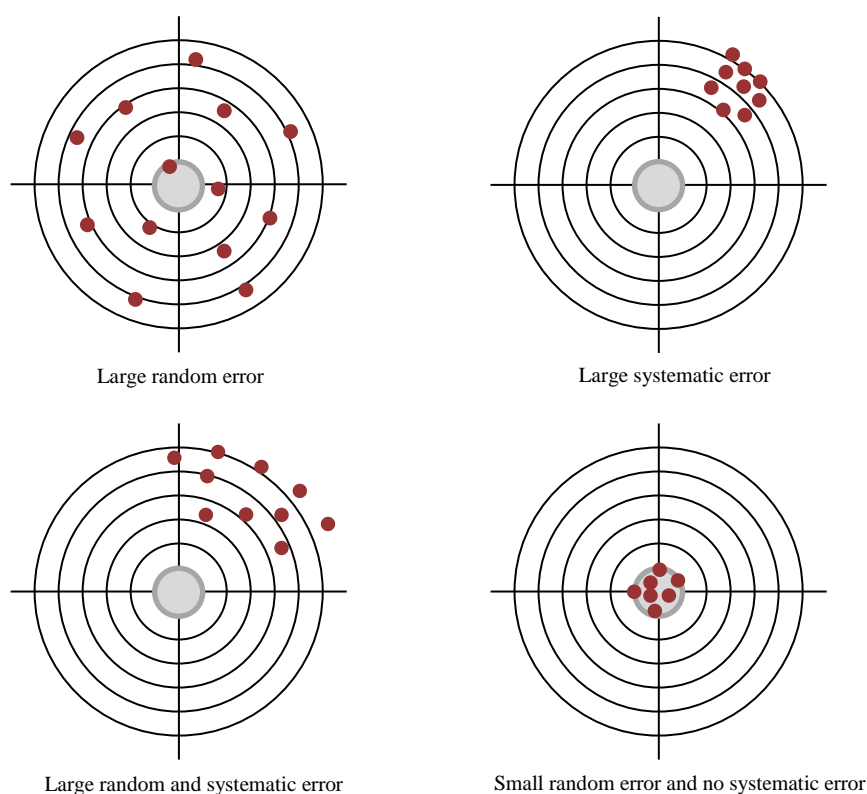 Large random error
Large systematic error
Large random and systematic error
Small random error and no systematic error